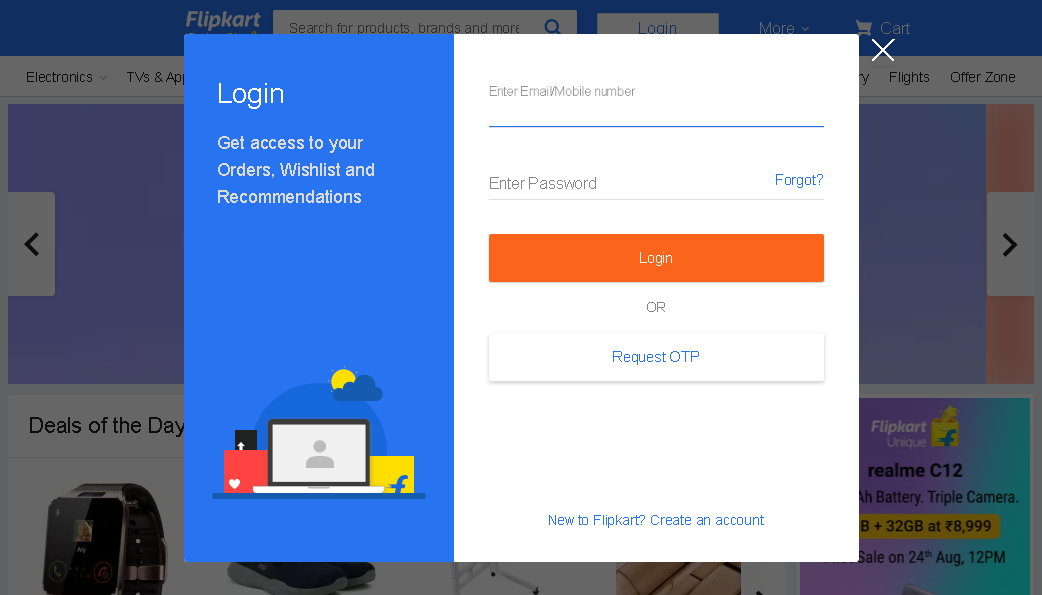 Flipkart
Search for products, brands and more
Login
More
Cart
Electronics
TVs &
Flights
Offer Zone
Login
Get access to your
Orders, Wishlist and
Recommendations
Enter Email/Mobile number
Enter Password
Forgot?
Login
OR
Request OTP
New to Flipkart? Create an account
Deals of the Day
Flipkart
Unique
realme C12
Ah Battery. Triple Camera.
B + 32GB at ₹8,999
Sale on 24th Aug, 12PM